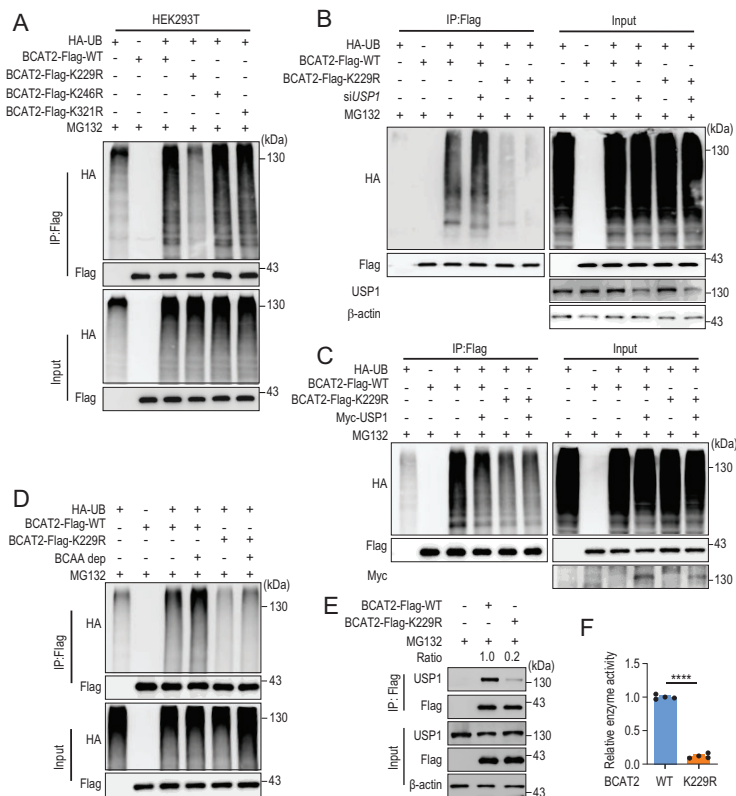 A
HEK293T
HA-UB + - + + + +
BCAT2-Flag-WT - + + - - -
BCAT2-Flag-K229R - - - + - -
BCAT2-Flag-K246R - - - - + -
BCAT2-Flag-K321R - - - - - +
MG132 + + + + + +
(kDa)
IP:Flag
HA
130
Flag
43
Input
HA
130
Flag
43
B
IP:Flag Input
HA-UB + - + + + + + - + + + +
BCAT2-Flag-WT - + + + - - - + + + - -
BCAT2-Flag-K229R - - - - + + - - - - + +
siUSP1 - - - + - + - - - + - +
MG132 + + + + + + + + + + + +
(kDa)
HA
130
Flag
43
USP1
130
β-actin
43
C
IP:Flag Input
HA-UB + - + + + + + - + + + +
BCAT2-Flag-WT - + + + - - - + + + - -
BCAT2-Flag-K229R - - - - + + - - - - + +
Myc-USP1 - - - + - + - - - + - +
MG132 + + + + + + + + + + + +
(kDa)
HA
130
Flag
43
Myc
130
D
HA-UB + - + + + +
BCAT2-Flag-WT - + + + - -
BCAT2-Flag-K229R - - - - + +
BCAA dep - - - + - +
MG132 + + + + + +
(kDa)
IP:Flag
HA
130
Flag
43
Input
HA
130
Flag
43
E
BCAT2-Flag-WT - + -
BCAT2-Flag-K229R - - +
MG132 + + +
Ratio 1.0 0.2 (kDa)
IP: Flag
USP1
130
Flag
43
Input
USP1
130
Flag
43
β-actin
43
F
Relative enzyme activity
1.5
1.0
0.5
0
****
BCAT2 WT K229R